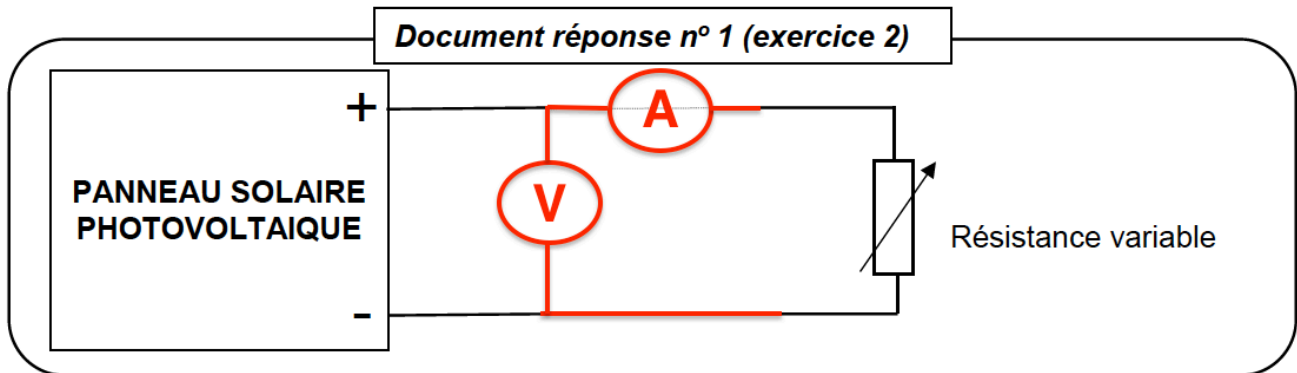 Document réponse nº 1 (exercice 2)
+
A
PANNEAU SOLAIRE
PHOTOVOLTAIQUE
V
Résistance variable
-